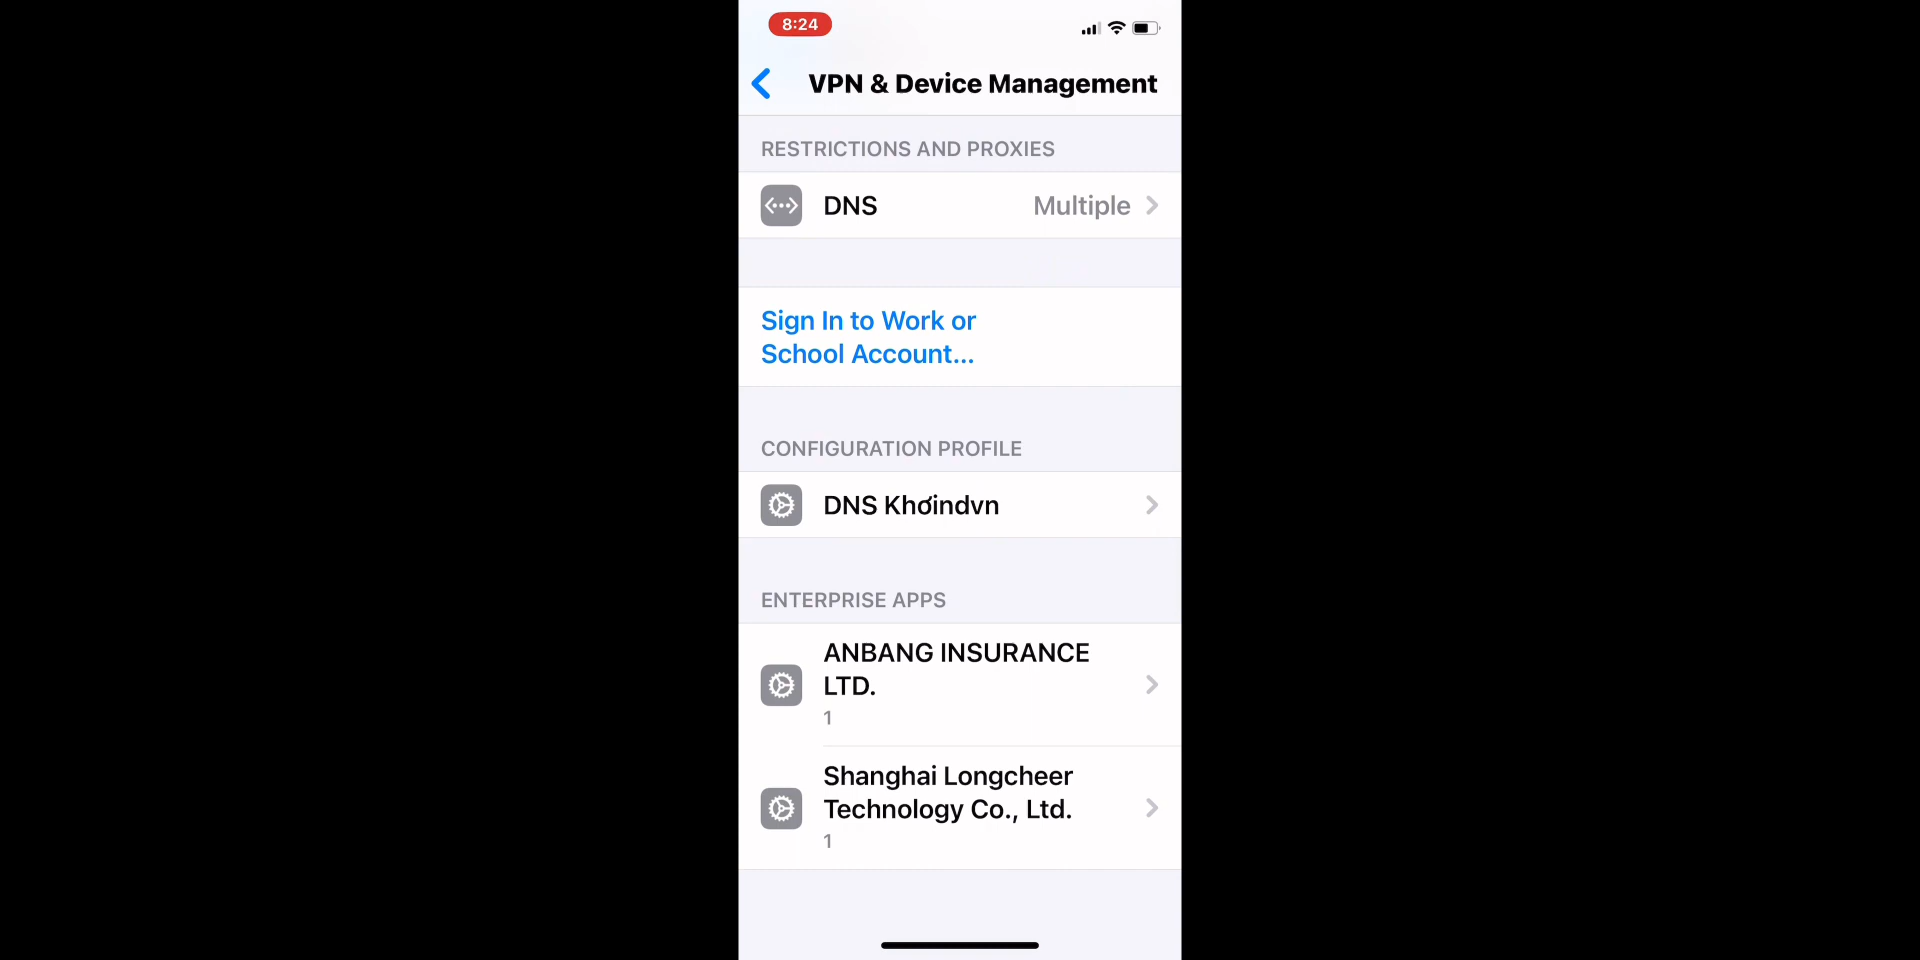 8:24
VPN & Device Management
RESTRICTIONS AND PROXIES
DNS Multiple
Sign In to Work or
School Account...
CONFIGURATION PROFILE
DNS Khơindvn
ENTERPRISE APPS
ANBANG INSURANCE
LTD.
1
Shanghai Longcheer
Technology Co., Ltd.
1